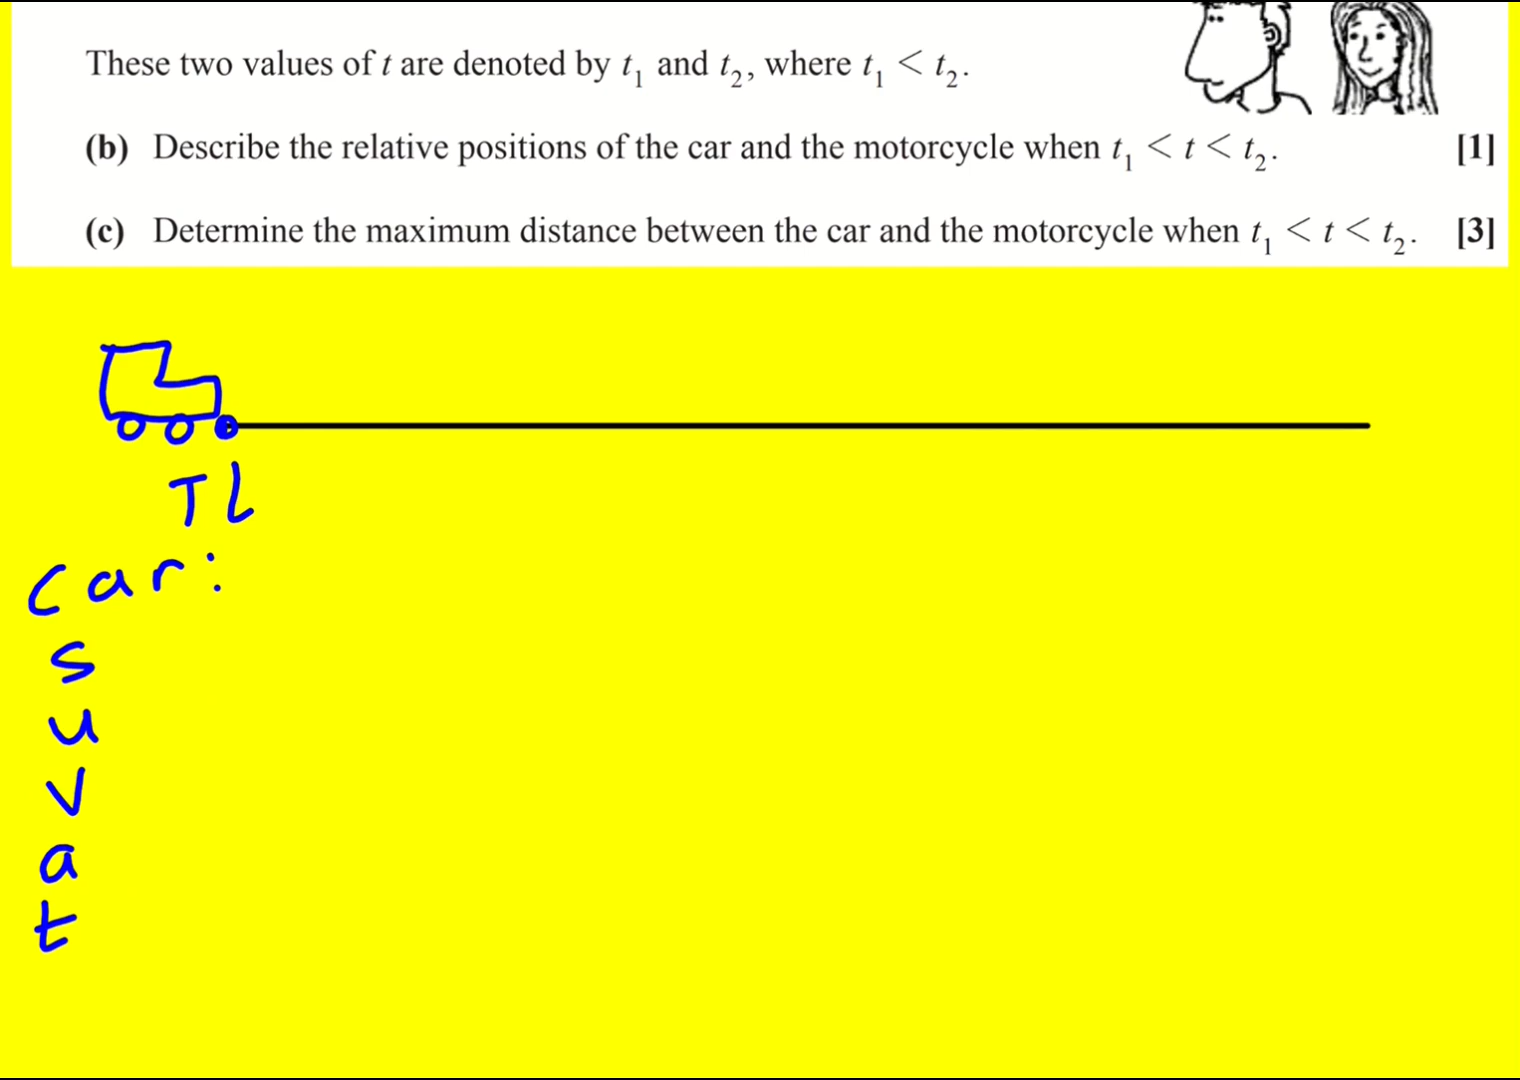 These two values of t are denoted by t₁ and t₂, where t₁ < t₂.
(b) Describe the relative positions of the car and the motorcycle when t₁ < t < t₂. [1]
(c) Determine the maximum distance between the car and the motorcycle when t₁ < t < t₂. [3]
TL
car:
s
u
v
a
t